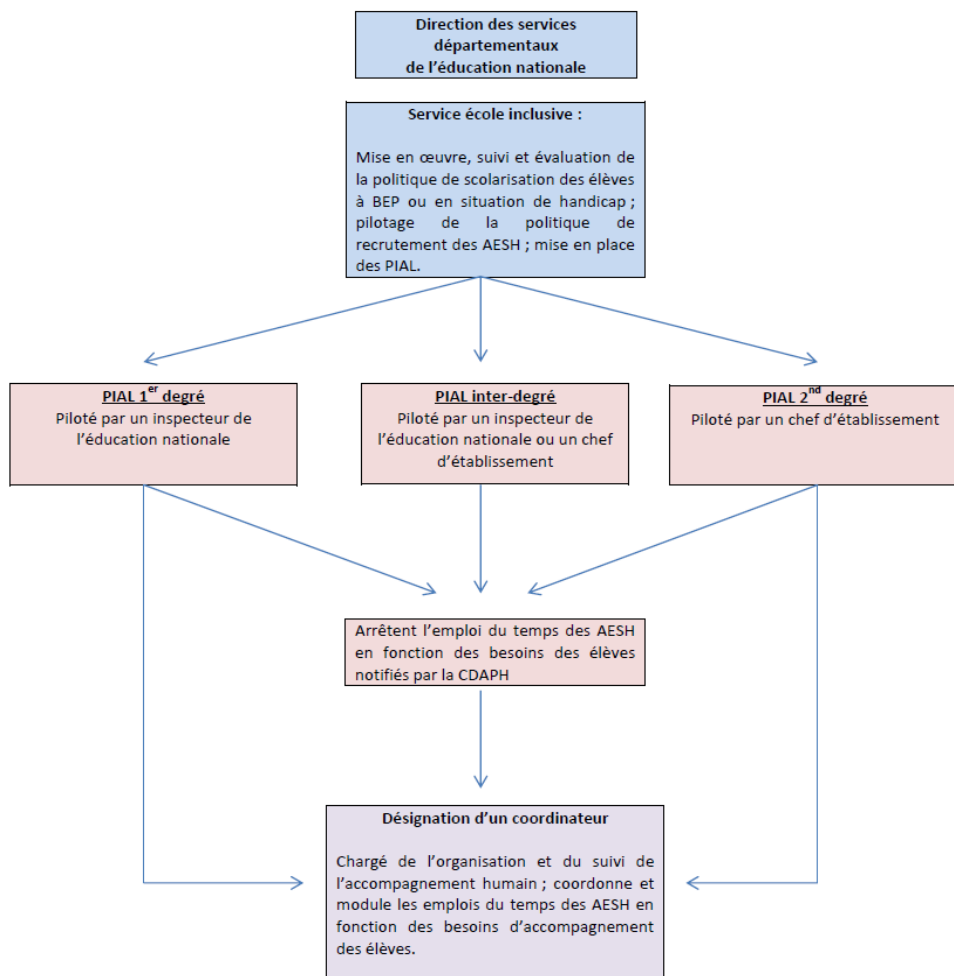 Direction des services
départementaux
de l'éducation nationale
Service école inclusive :
Mise en œuvre, suivi et évaluation de
la politique de scolarisation des élèves
à BEP ou en situation de handicap ;
pilotage de la politique de
recrutement des AESH ; mise en place
des PIAL.
PIAL 1er degré
Piloté par un inspecteur de
l'éducation nationale
PIAL inter-degré
Piloté par un inspecteur de
l'éducation nationale ou un chef
d'établissement
PIAL 2nd degré
Piloté par un chef d'établissement
Arrêtent l'emploi du temps des AESH
en fonction des besoins des élèves
notifiés par la CDAPH
Désignation d'un coordinateur
Chargé de l'organisation et du suivi de
l'accompagnement humain ; coordonne et
module les emplois du temps des AESH en
fonction des besoins d'accompagnement
des élèves.